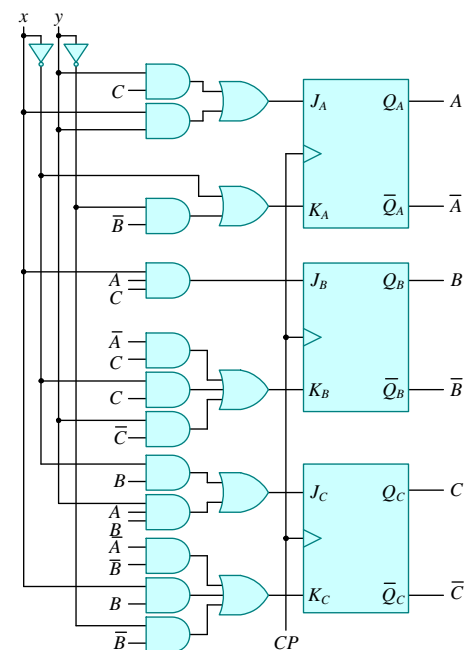 x y
C
J_A Q_A A
K_A Q̅_A A̅
B̅
A
C
J_B Q_B B
A̅
C
C
K_B Q̅_B B̅
C̅
B
J_C Q_C C
A
B
A̅
B̅
B
K_C Q̅_C C̅
B̅
CP